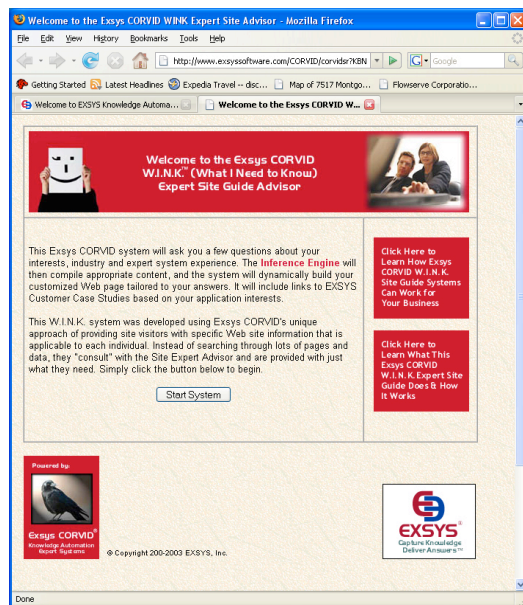 Welcome to the Exsys CORVID WINK Expert Site Advisor - Mozilla Firefox
File Edit View History Bookmarks Tools Help
http://www.exsyssoftware.com/CORVID/corvidsr?KBN
G Google
Getting Started Latest Headlines Expedia Travel -- disc... Map of 7517 Montgo... Flowserve Corporatio...
Welcome to EXSYS Knowledge Automa... Welcome to the Exsys CORVID W...
Welcome to the Exsys CORVID
W.I.N.K.™ (What I Need to Know)
Expert Site Guide Advisor
This Exsys CORVID system will ask you a few questions about your
interests, industry and expert system experience. The Inference Engine will
then compile appropriate content, and the system will dynamically build your
customized Web page tailored to your answers. It will include links to EXSYS
Customer Case Studies based on your application interests.
This W.I.N.K. system was developed using Exsys CORVID's unique
approach of providing site visitors with specific Web site information that is
applicable to each individual. Instead of searching through lots of pages and
data, they "consult" with the Site Expert Advisor and are provided with just
what they need. Simply click the button below to begin.
Start System
Click Here to
Learn How Exsys
CORVID W.I.N.K.
Site Guide Systems
Can Work for
Your Business
Click Here to
Learn What This
Exsys CORVID
W.I.N.K. Expert Site
Guide Does & How
It Works
Powered by:
Exsys CORVID®
Knowledge Automation
Expert Systems
© Copyright 200-2003 EXSYS, Inc.
EXSYS®
Capture Knowledge
Deliver Answers™
Done